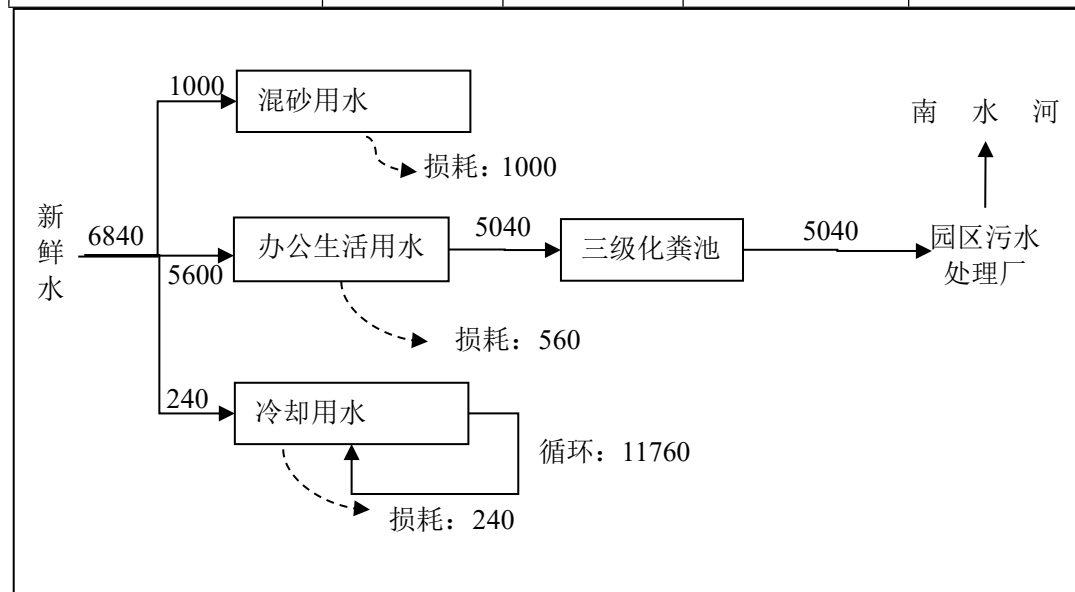 1000
混砂用水
损耗：1000
南 水 河
新
鲜
水
6840
5600
办公生活用水
5040
三级化粪池
5040
园区污水
处理厂
损耗：560
240
冷却用水
循环：11760
损耗：240